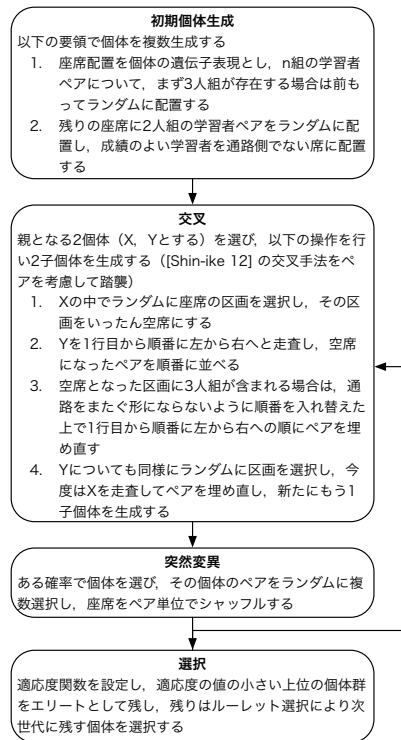 初期個体生成
以下の要領で個体を複数生成する
1. 座席配置を個体の遺伝子表現とし，n組の学習者
ペアについて，まず3人組が存在する場合は前も
ってランダムに配置する
2. 残りの座席に2人組の学習者ペアをランダムに配
置し，成績のよい学習者を通路側でない席に配置
する
交叉
親となる2個体（X，Yとする）を選び，以下の操作を行
い2子個体を生成する（[Shin-ike 12] の交叉手法をペ
アを考慮して踏襲）
1. Xの中でランダムに座席の区画を選択し，その区
画をいったん空席にする
2. Yを1行目から順番に左から右へと走査し，空席
になったペアを順番に並べる
3. 空席となった区画に3人組が含まれる場合は，通
路をまたぐ形にならないように順番を入れ替えた
上で1行目から順番に左から右への順にペアを埋
め直す
4. Yについても同様にランダムに区画を選択し，今
度はXを走査してペアを埋め直し，新たにもう1
子個体を生成する
突然変異
ある確率で個体を選び，その個体のペアをランダムに複
数選択し，座席をペア単位でシャッフルする
選択
適応度関数を設定し，適応度の値の小さい上位の個体群
をエリートとして残し，残りはルーレット選択により次
世代に残す個体を選択する